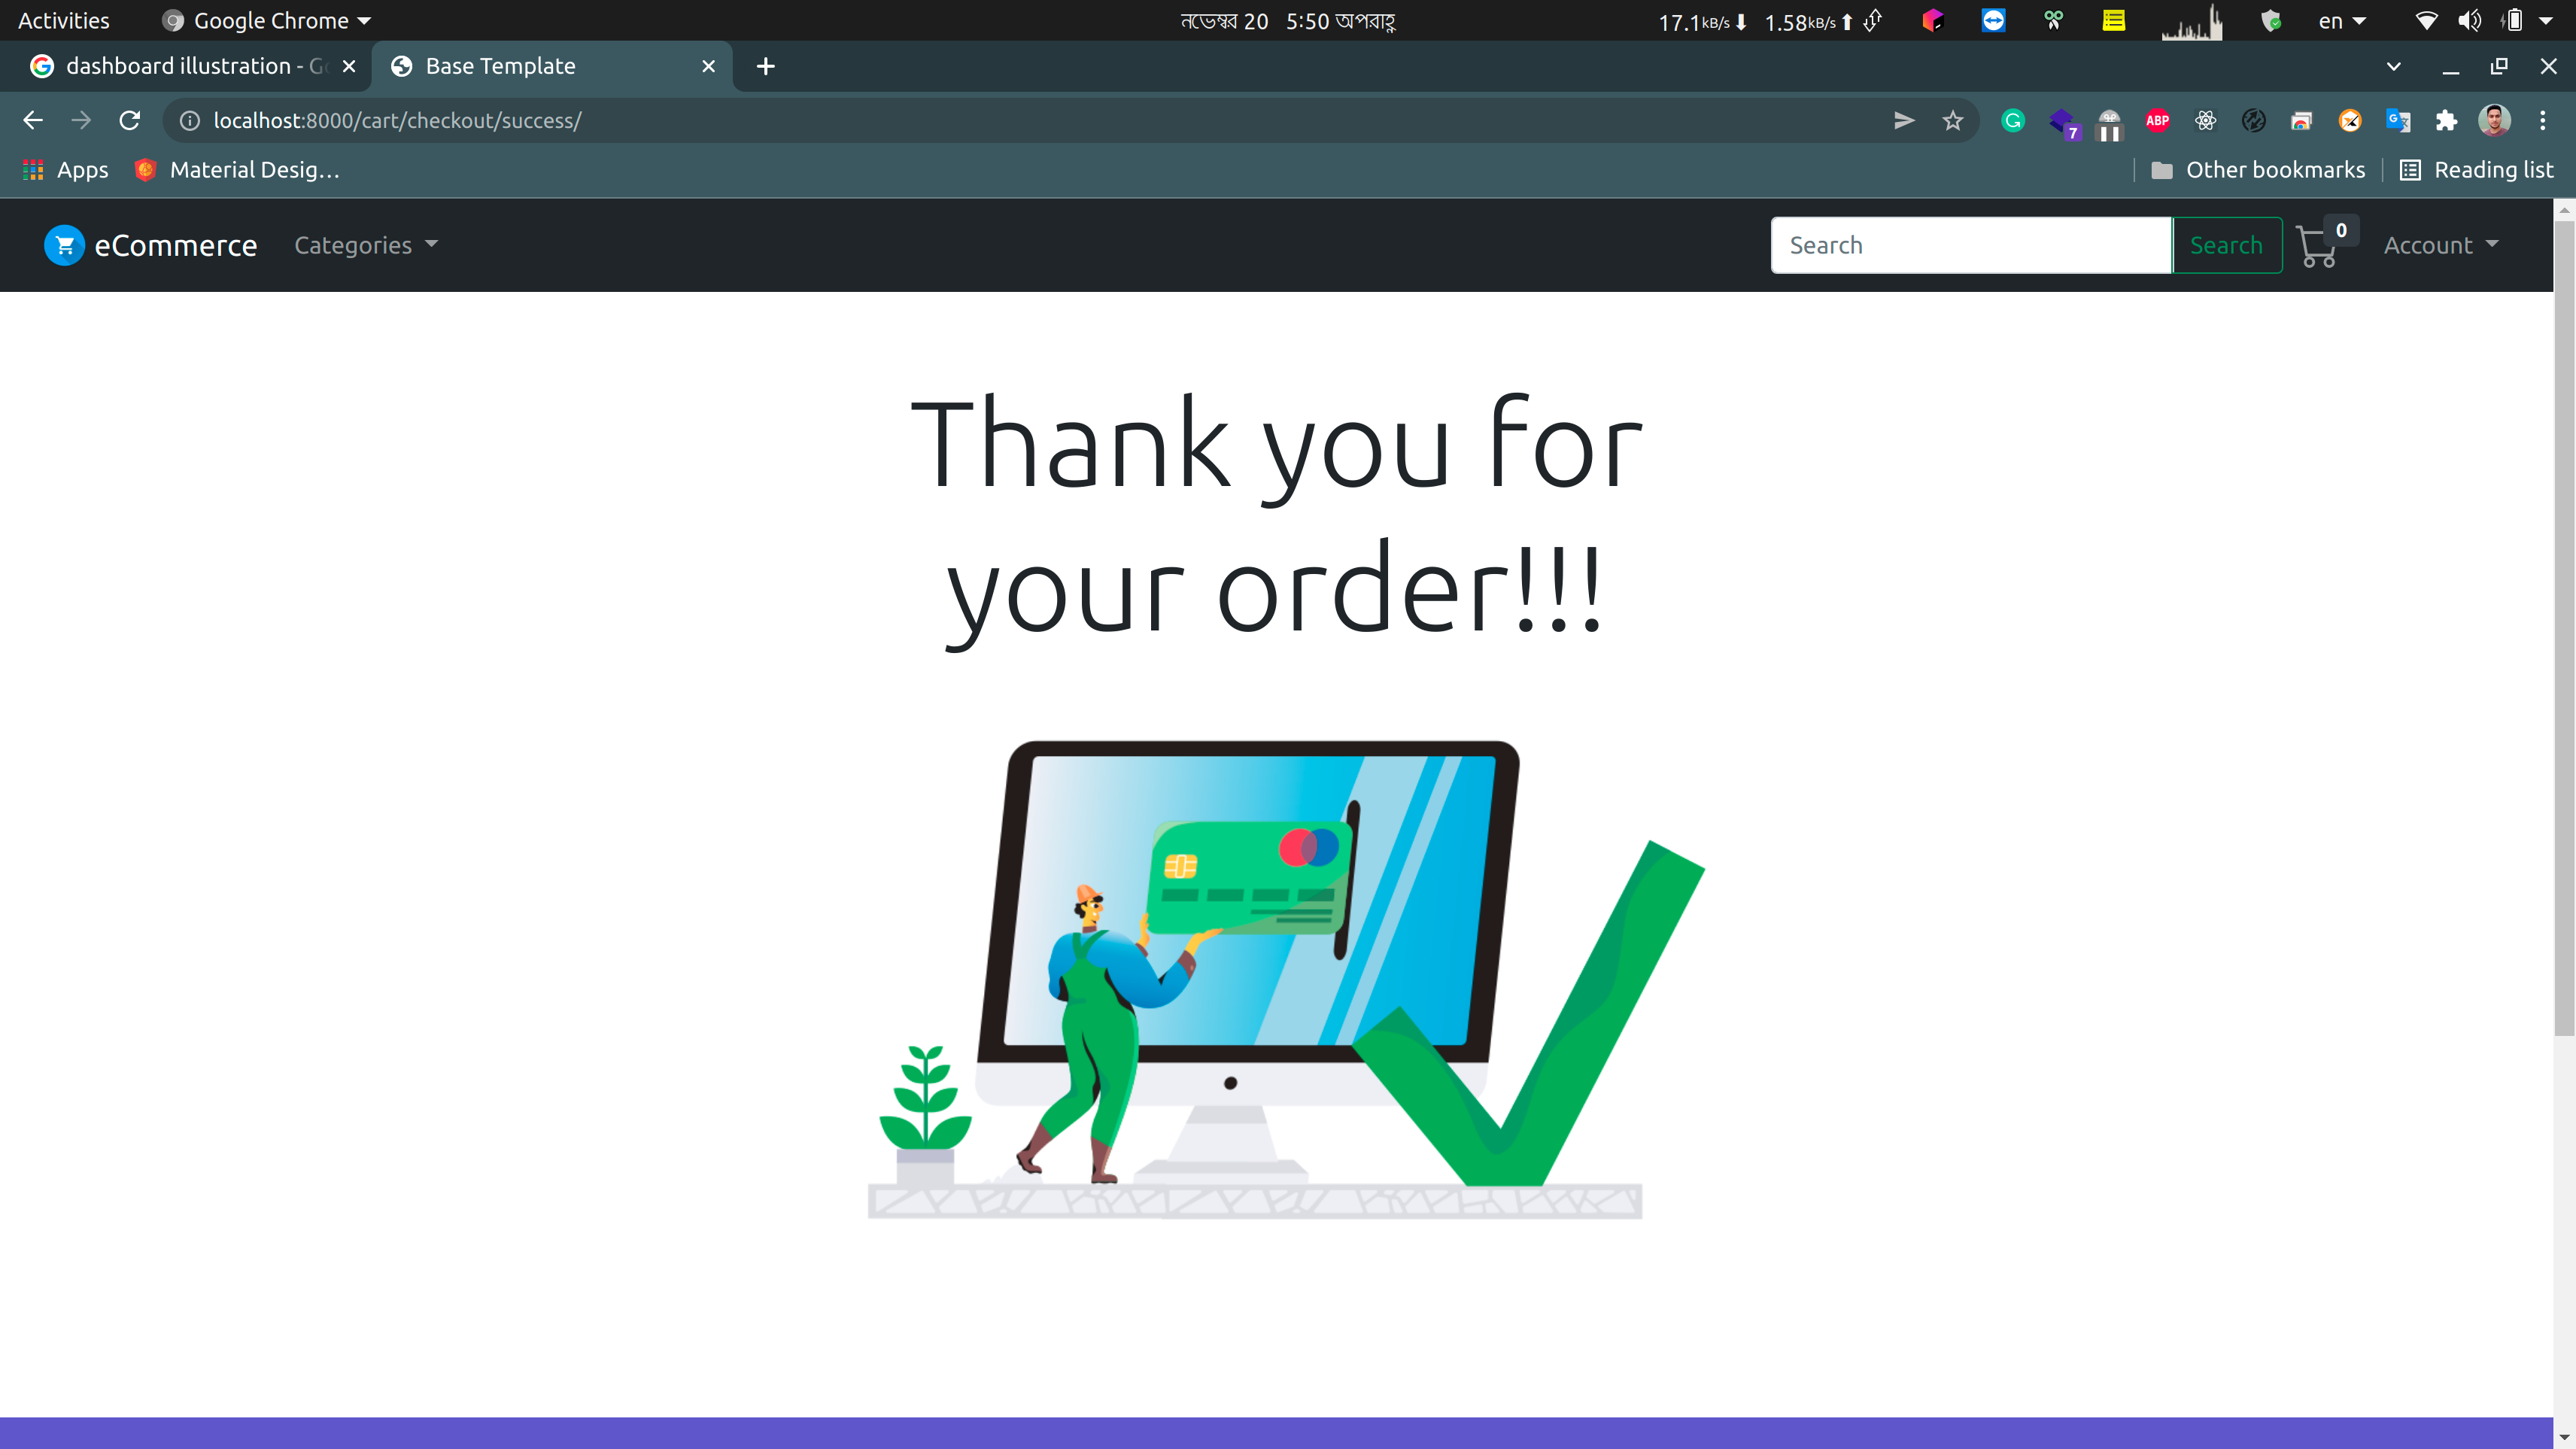 Activities Google Chrome নভেম্বর 20 5:50 অপরাহ্ণ 17.1kB/s 1.58kB/s en
dashboard illustration - Go Base Template
localhost:8000/cart/checkout/success/ 7 ABP
Apps Material Desig… Other bookmarks Reading list
eCommerce Categories Search Search 0 Account
Thank you for
your order!!!